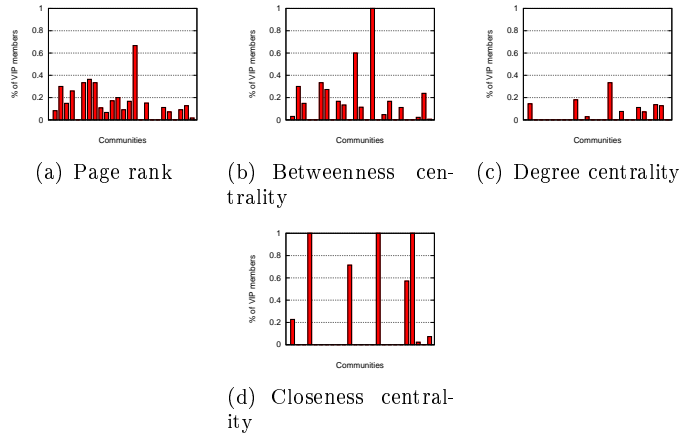 1
0.8
0.6
0.4
0.2
0
% of VIP members
Communities
(a) Page rank
1
0.8
0.6
0.4
0.2
0
% of VIP members
Communities
(b) Betweenness cen-
trality
1
0.8
0.6
0.4
0.2
0
% of VIP members
Communities
(c) Degree centrality
1
0.8
0.6
0.4
0.2
0
% of VIP members
Communities
(d) Closeness central-
ity